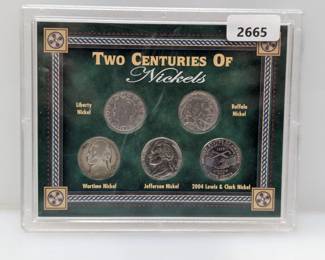 2665
TWO CENTURIES OF
Nickels
Liberty
Nickel
Buffalo
Nickel
Wartime Nickel
Jefferson Nickel
2004 Lewis & Clark Nickel